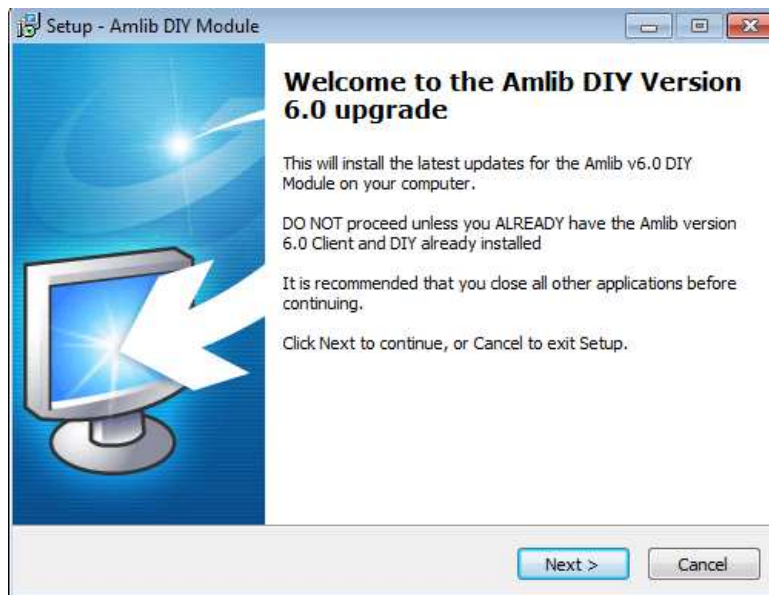 Setup - Amlib DIY Module
Welcome to the Amlib DIY Version
6.0 upgrade
This will install the latest updates for the Amlib v6.0 DIY
Module on your computer.
DO NOT proceed unless you ALREADY have the Amlib version
6.0 Client and DIY already installed
It is recommended that you close all other applications before
continuing.
Click Next to continue, or Cancel to exit Setup.
Next >
Cancel